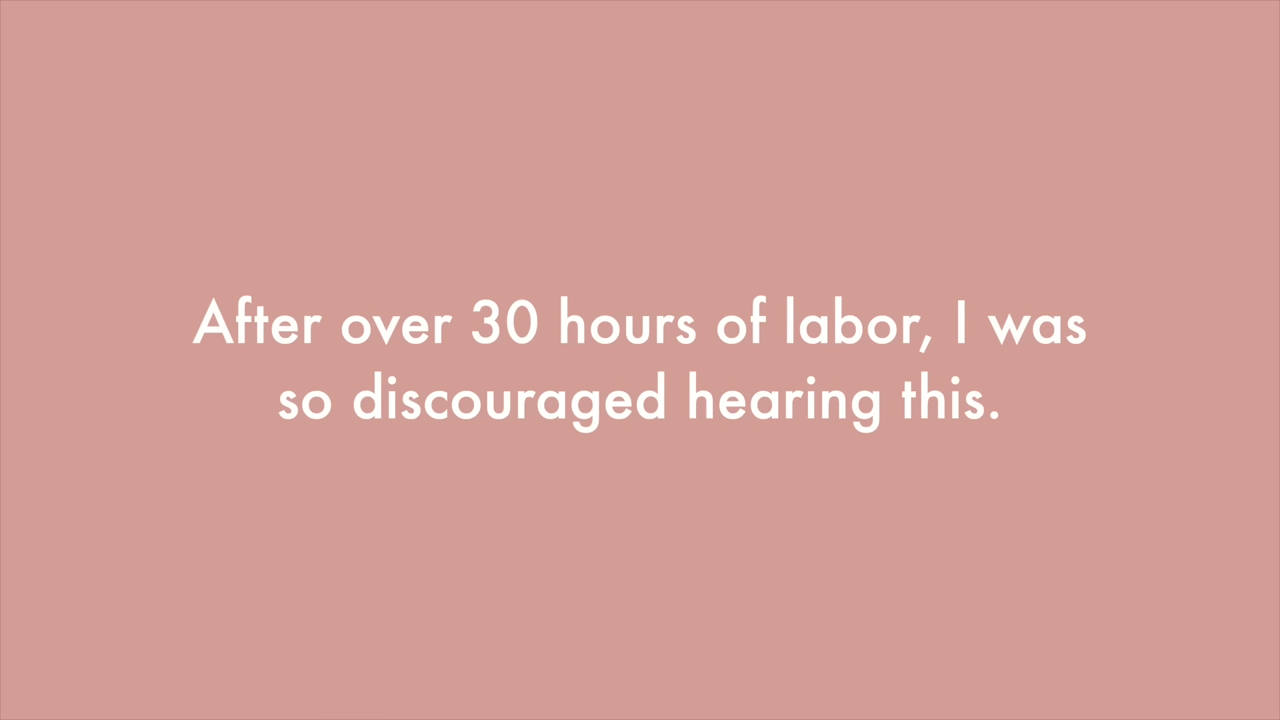 After over 30 hours of labor, I was
so discouraged hearing this.